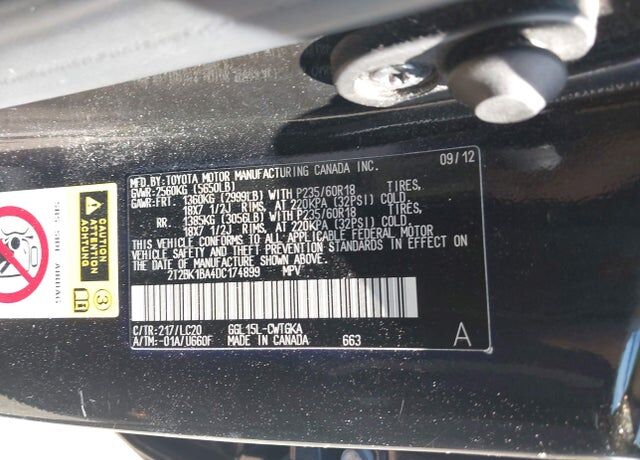 MFD.BY:TOYOTA MOTOR MANUFACTURING CANADA INC. 09/12
GVWR:2560KG (5650LB)
GAWR:FRT. 1360KG (2999LB) WITH P235/60R18 TIRES,
18X7 1/2J RIMS, AT 220KPA (32PSI) COLD
RR. 1385KG (3056LB) WITH P235/60R18 TIRES,
18X7 1/2J RIMS, AT 220KPA (32PSI) COLD
THIS VEHICLE CONFORMS TO ALL APPLICABLE FEDERAL MOTOR
VEHICLE SAFETY AND THEFT PREVENTION STANDARDS IN EFFECT ON
THE DATE OF MANUFACTURE SHOWN ABOVE.
2T2BK1BA4DC174899 MPV
C/TR:217/LC20 GGL15L-CWTGKA
A/TM:-01A/U660F MADE IN CANADA 663 A
CAUTION
ATTENTION
SRS SIDE AIRBAG
3